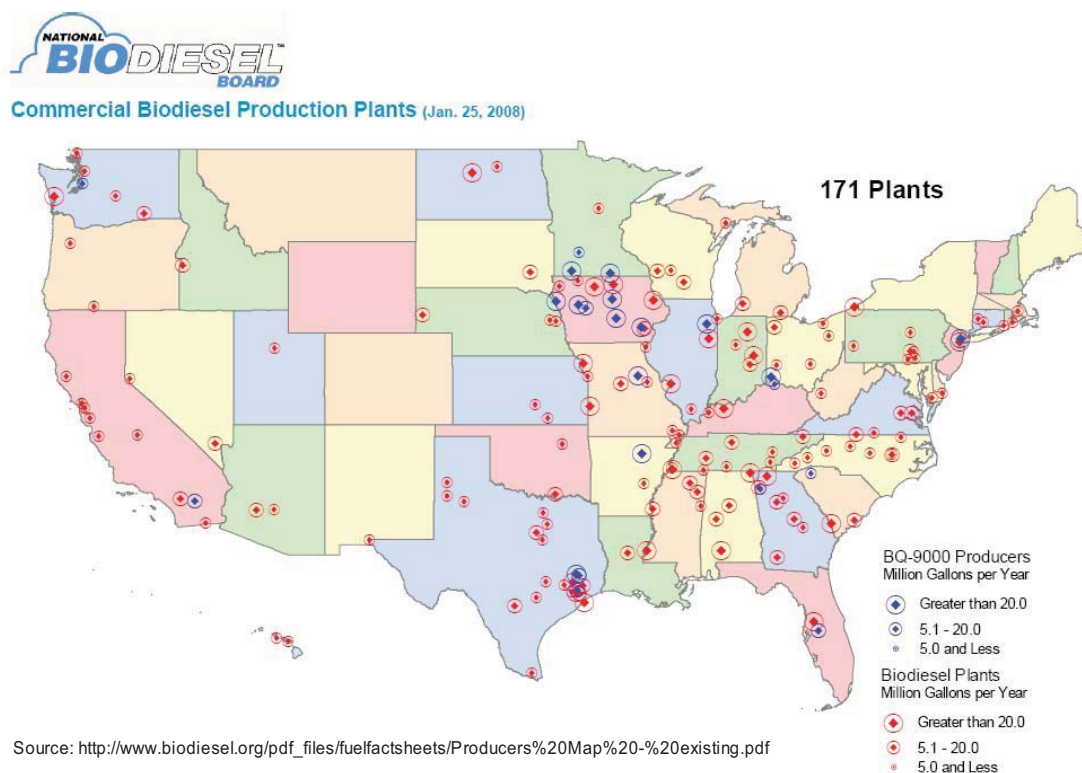 NATIONAL
BIODIESEL™
BOARD
Commercial Biodiesel Production Plants (Jan. 25, 2008)
171 Plants
BQ-9000 Producers
Million Gallons per Year
Greater than 20.0
5.1 - 20.0
5.0 and Less
Biodiesel Plants
Million Gallons per Year
Greater than 20.0
5.1 - 20.0
5.0 and Less
Source: http://www.biodiesel.org/pdf_files/fuelfactsheets/Producers%20Map%20-%20existing.pdf